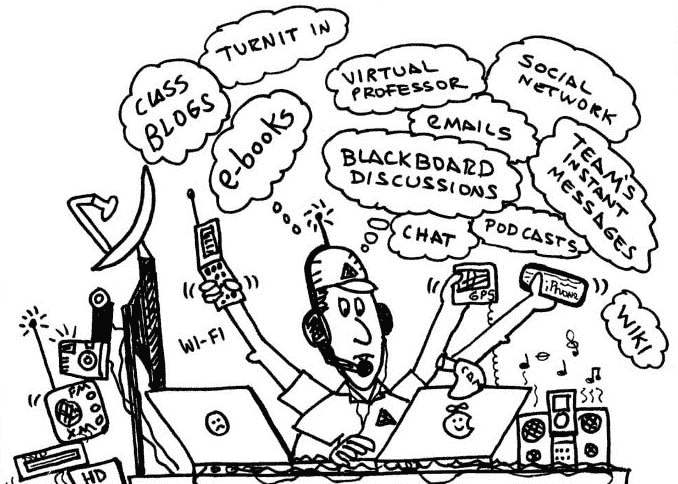 TURNIT IN
CLASS
BLOGS
e-books
VIRTUAL
PROFESSOR
SOCIAL
NETWORK
eMAILS
BLACKBOARD
DISCUSSIONS
TEAM'S
INSTANT
MESSAGES
CHAT
PODCASTS
GPS
iPHONE
WIKI
WI-FI
CAM
FM
XM
HD